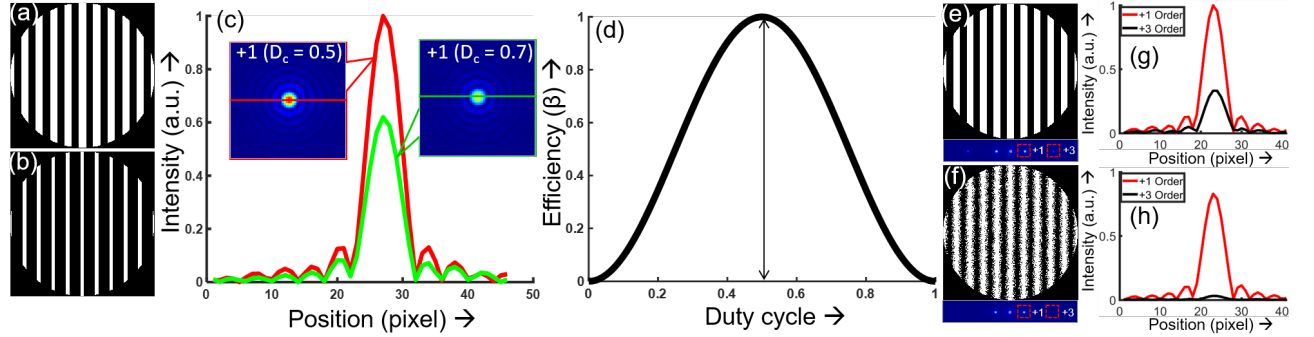 (a)
(b)
(c)
+1 (D_c = 0.5)
+1 (D_c = 0.7)
Intensity (a.u.) →
1
0.8
0.6
0.4
0.2
0
0 10 20 30 40 50
Position (pixel) →
(d)
Efficiency (β) →
1
0.8
0.6
0.4
0.2
0
0 0.2 0.4 0.6 0.8 1
Duty cycle →
(e)
+1 +3
(f)
+1 +3
(g)
+1 Order
+3 Order
Intensity (a.u.) →
1
0.5
0
0 10 20 30 40
Position (pixel) →
(h)
+1 Order
+3 Order
Intensity (a.u.) →
1
0.5
0
0 10 20 30 40
Position (pixel) →